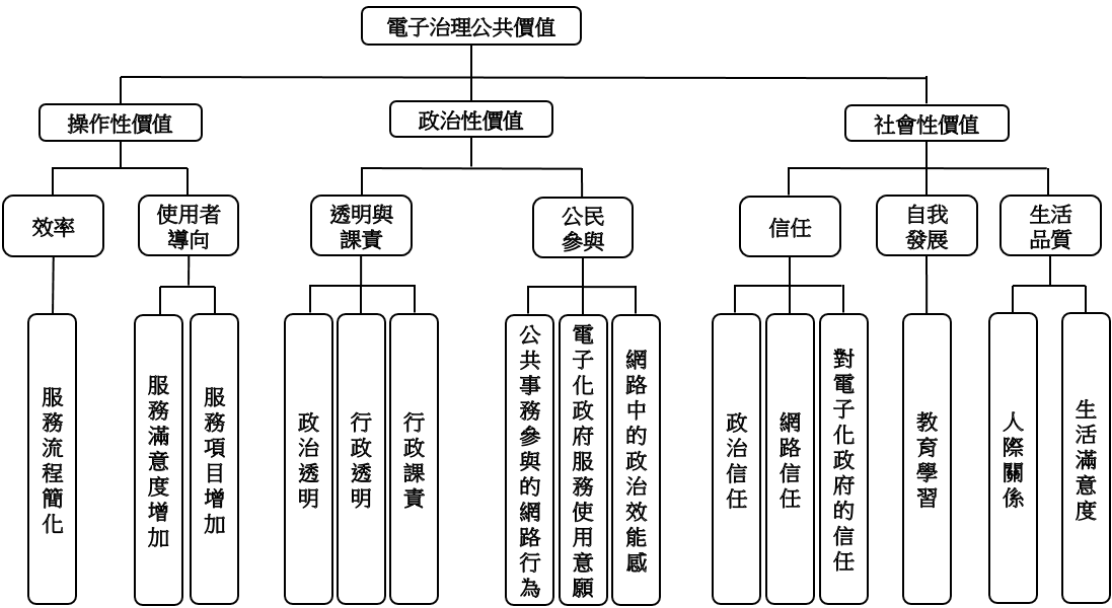 電子治理公共價值
操作性價值
政治性價值
社會性價值
效率
使用者
導向
透明與
課責
公民
參與
信任
自我
發展
生活
品質
服務流程簡化
服務滿意度增加
服務項目增加
政治透明
行政透明
行政課責
公共事務參與的網路行為
電子化政府服務使用意願
網路中的政治效能感
政治信任
網路信任
對電子化政府的信任
教育學習
人際關係
生活滿意度